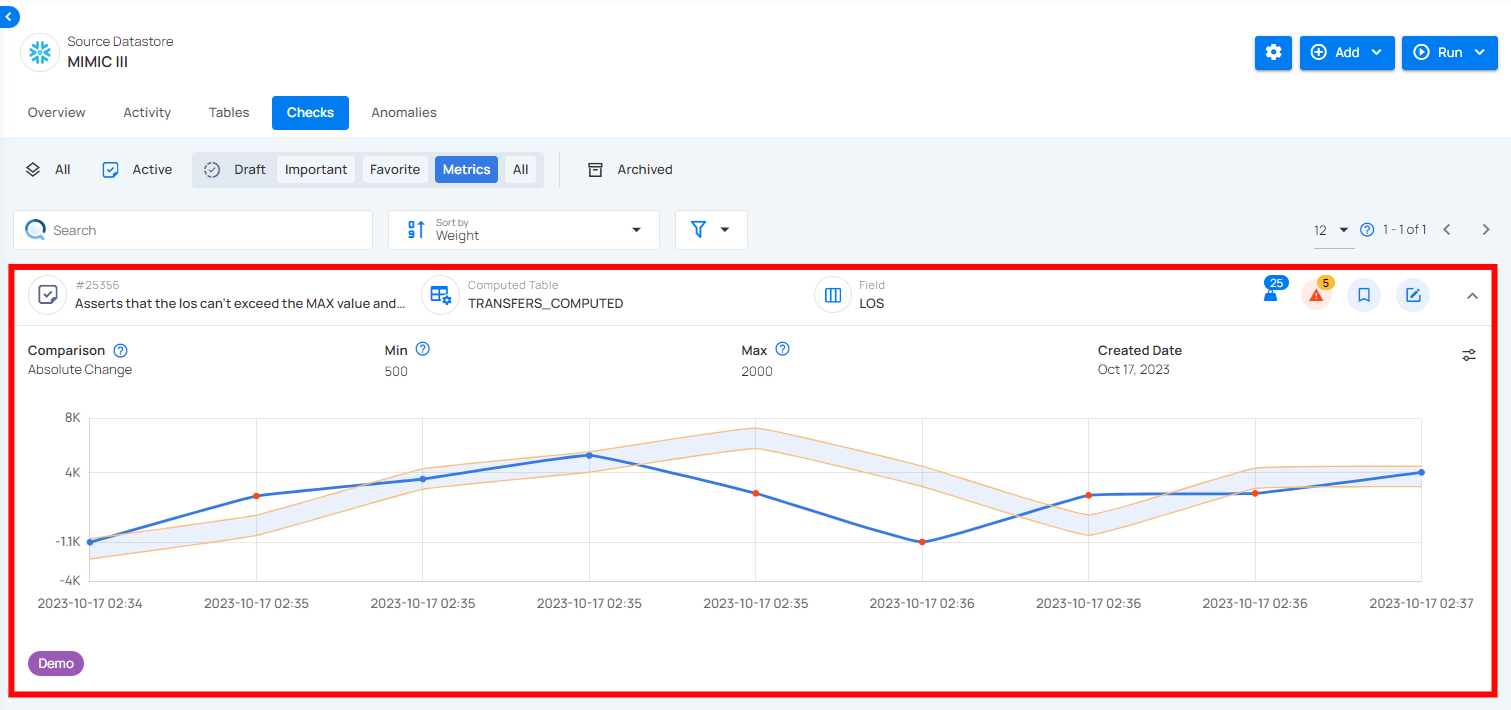 Source Datastore
MIMIC III
Add
Run
Overview Activity Tables Checks Anomalies
All Active Draft Important Favorite Metrics All Archived
Search
Sort by
Weight
12 1 - 1 of 1
#25356 Computed Table Field 25 5
Asserts that the los can't exceed the MAX value and... TRANSFERS_COMPUTED LOS
Comparison Min Max Created Date
Absolute Change 500 2000 Oct 17, 2023
8K
4K
-1.1K
-4K
2023-10-17 02:34 2023-10-17 02:35 2023-10-17 02:35 2023-10-17 02:35 2023-10-17 02:35 2023-10-17 02:36 2023-10-17 02:36 2023-10-17 02:36 2023-10-17 02:37
Demo